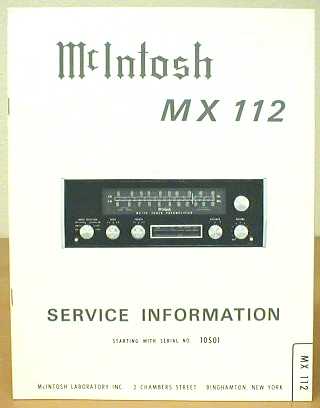 McIntosh
MX 112
SERVICE INFORMATION
STARTING WITH SERIAL NO. 10501
MX 112
McINTOSH LABORATORY INC. 2 CHAMBERS STREET BINGHAMTON, NEW YORK